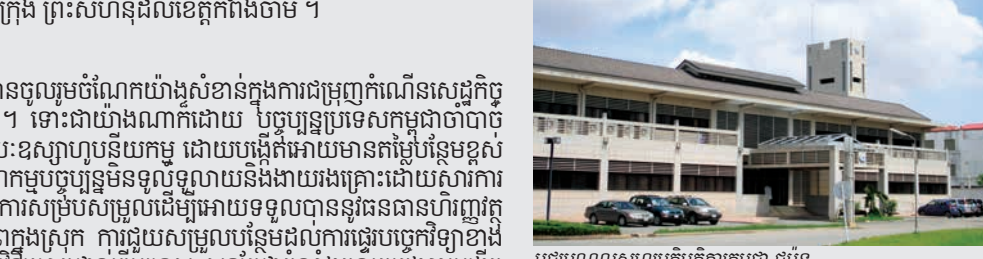 ក្រុង ព្រះសីហនុដល់ខេត្តកំពង់ចាម ។
ានចូលរួមចំណែកយ៉ាងសំខាន់ក្នុងការជម្រុញកំណើនសេដ្ឋកិច្ច
។ ទោះជាយ៉ាងណាក៏ដោយ បច្ចុប្បន្នប្រទេសកម្ពុជាចាំបាច់
យៈឧស្សាហូបនីយកម្ម ដោយបង្កើតអោយមានតម្លៃបន្ថែមខ្ពស់
កម្មបច្ចុប្បន្នមិនទូលំទូលាយនិងងាយរងគ្រោះដោយសារការ
ការសម្របសម្រួលដើម្បីអោយទទួលបាននូវធនធានហិរញ្ញវត្ថុ
ក្នុងស្រុក ការជួយសម្រួលបន្ថែមដល់ការផ្ទេរបច្ចេកវិទ្យាខាង